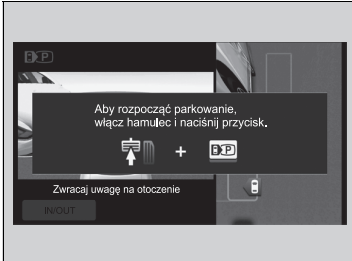 P
Aby rozpocząć parkowanie,
włącz hamulec i naciśnij przycisk.
+ P
Zwracaj uwagę na otoczenie
IN/OUT